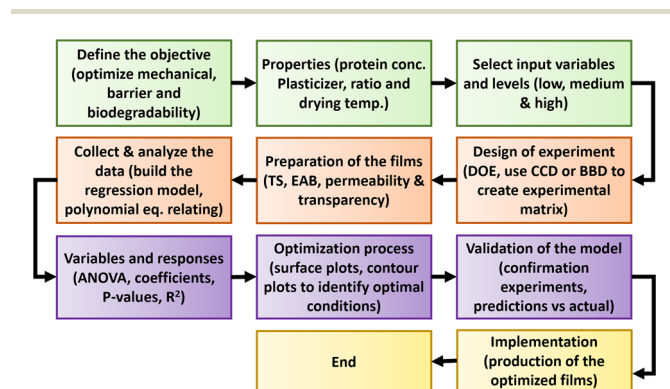 Define the objective
(optimize mechanical,
barrier and
biodegradability)
Properties (protein conc.
Plasticizer, ratio and
drying temp.)
Select input variables
and levels (low, medium
& high)
Design of experiment
(DOE, use CCD or BBD to
create experimental
matrix)
Preparation of the films
(TS, EAB, permeability &
transparency)
Collect & analyze the
data (build the
regression model,
polynomial eq. relating)
Variables and responses
(ANOVA, coefficients,
P-values, R²)
Optimization process
(surface plots, contour
plots to identify optimal
conditions)
Validation of the model
(confirmation
experiments,
predictions vs actual)
Implementation
(production of the
optimized films)
End